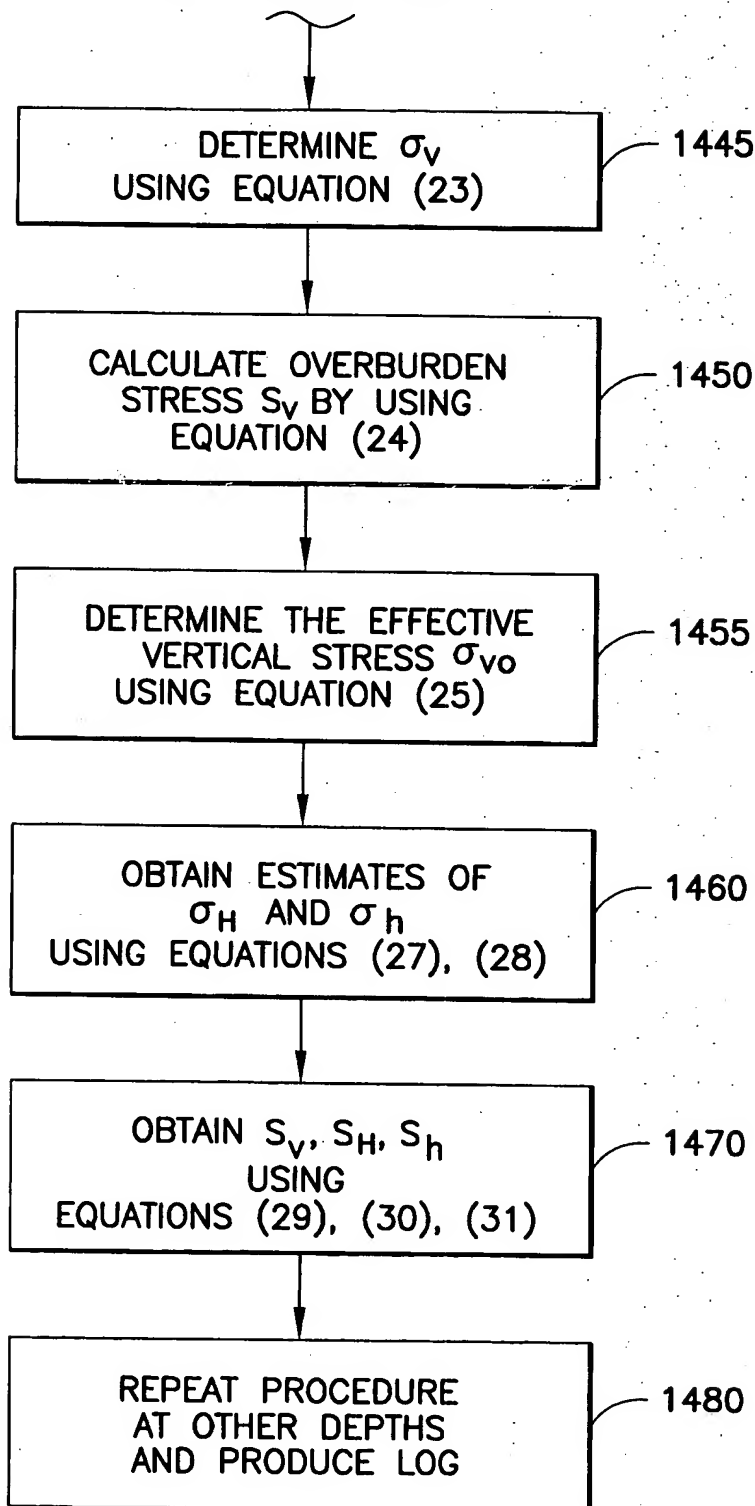 DETERMINE σV
USING EQUATION (23)
1445
CALCULATE OVERBURDEN
STRESS SV BY USING
EQUATION (24)
1450
DETERMINE THE EFFECTIVE
VERTICAL STRESS σVO
USING EQUATION (25)
1455
OBTAIN ESTIMATES OF
σH AND σh
USING EQUATIONS (27), (28)
1460
OBTAIN SV, SH, Sh
USING
EQUATIONS (29), (30), (31)
1470
REPEAT PROCEDURE
AT OTHER DEPTHS
AND PRODUCE LOG
1480